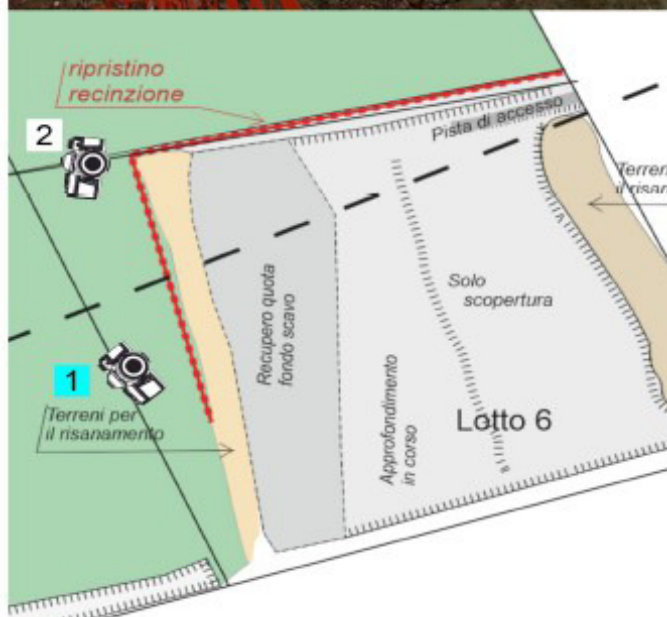 ripristino
recinzione
2
Pista di accesso
Solo
scopertura
Recupero quota
fondo scavo
1
Terreni per
il risanamento
Approfondimento
in corso
Lotto 6